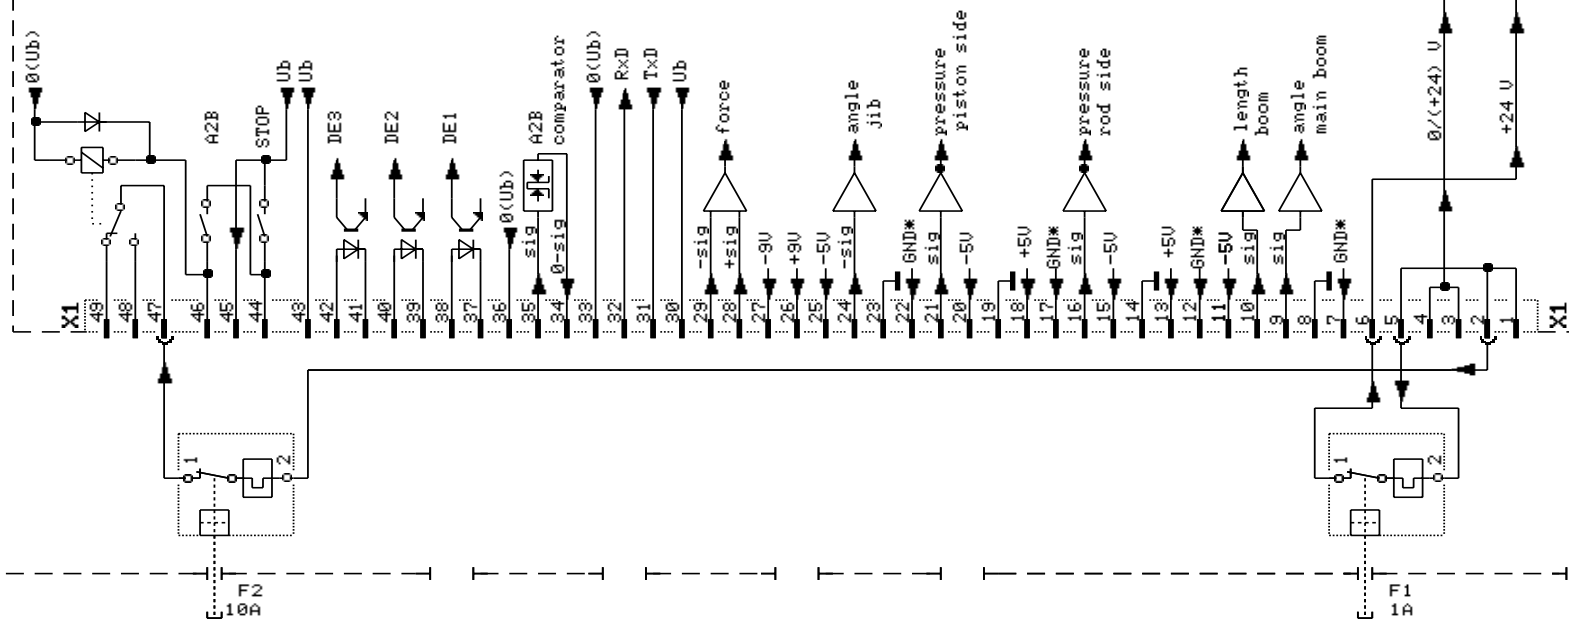 0(Ub)
A2B
STOP
Ub
Ub
DE3
DE2
DE1
0(Ub)
sig
A2B
comparator
0-sig
0(Ub)
RxD
TxD
Ub
force
-sig
+sig
-9V
+9V
-5V
angle
jib
-sig
GND*
pressure
piston side
sig
-5V
+5V
GND*
pressure
rod side
sig
-5V
+5V
GND*
-5V
length
boom
sig
angle
main boom
sig
GND*
0/(+24) V
+24 V
X1
49
48
47
46
45
44
43
42
41
40
39
38
37
36
35
34
33
32
31
30
29
28
27
26
25
24
23
22
21
20
19
18
17
16
15
14
13
12
11
10
9
8
7
6
5
4
3
2
1
X1
1
2
1
2
F2
10A
F1
1A